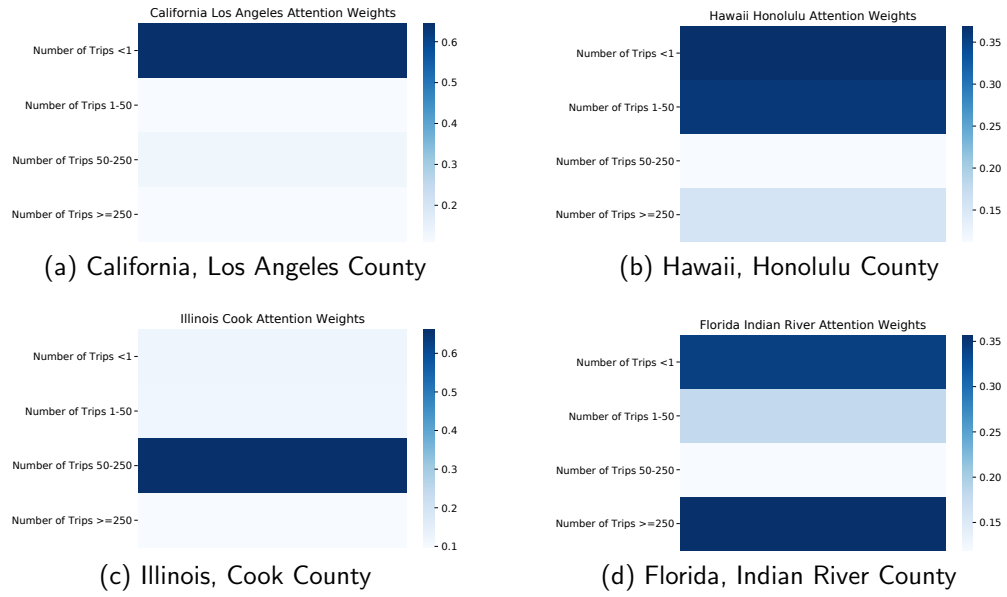 California Los Angeles Attention Weights
Number of Trips <1
Number of Trips 1-50
Number of Trips 50-250
Number of Trips >=250
0.6
0.5
0.4
0.3
0.2
(a) California, Los Angeles County
Hawaii Honolulu Attention Weights
Number of Trips <1
Number of Trips 1-50
Number of Trips 50-250
Number of Trips >=250
0.35
0.30
0.25
0.20
0.15
(b) Hawaii, Honolulu County
Illinois Cook Attention Weights
Number of Trips <1
Number of Trips 1-50
Number of Trips 50-250
Number of Trips >=250
0.6
0.5
0.4
0.3
0.2
0.1
(c) Illinois, Cook County
Florida Indian River Attention Weights
Number of Trips <1
Number of Trips 1-50
Number of Trips 50-250
Number of Trips >=250
0.35
0.30
0.25
0.20
0.15
(d) Florida, Indian River County